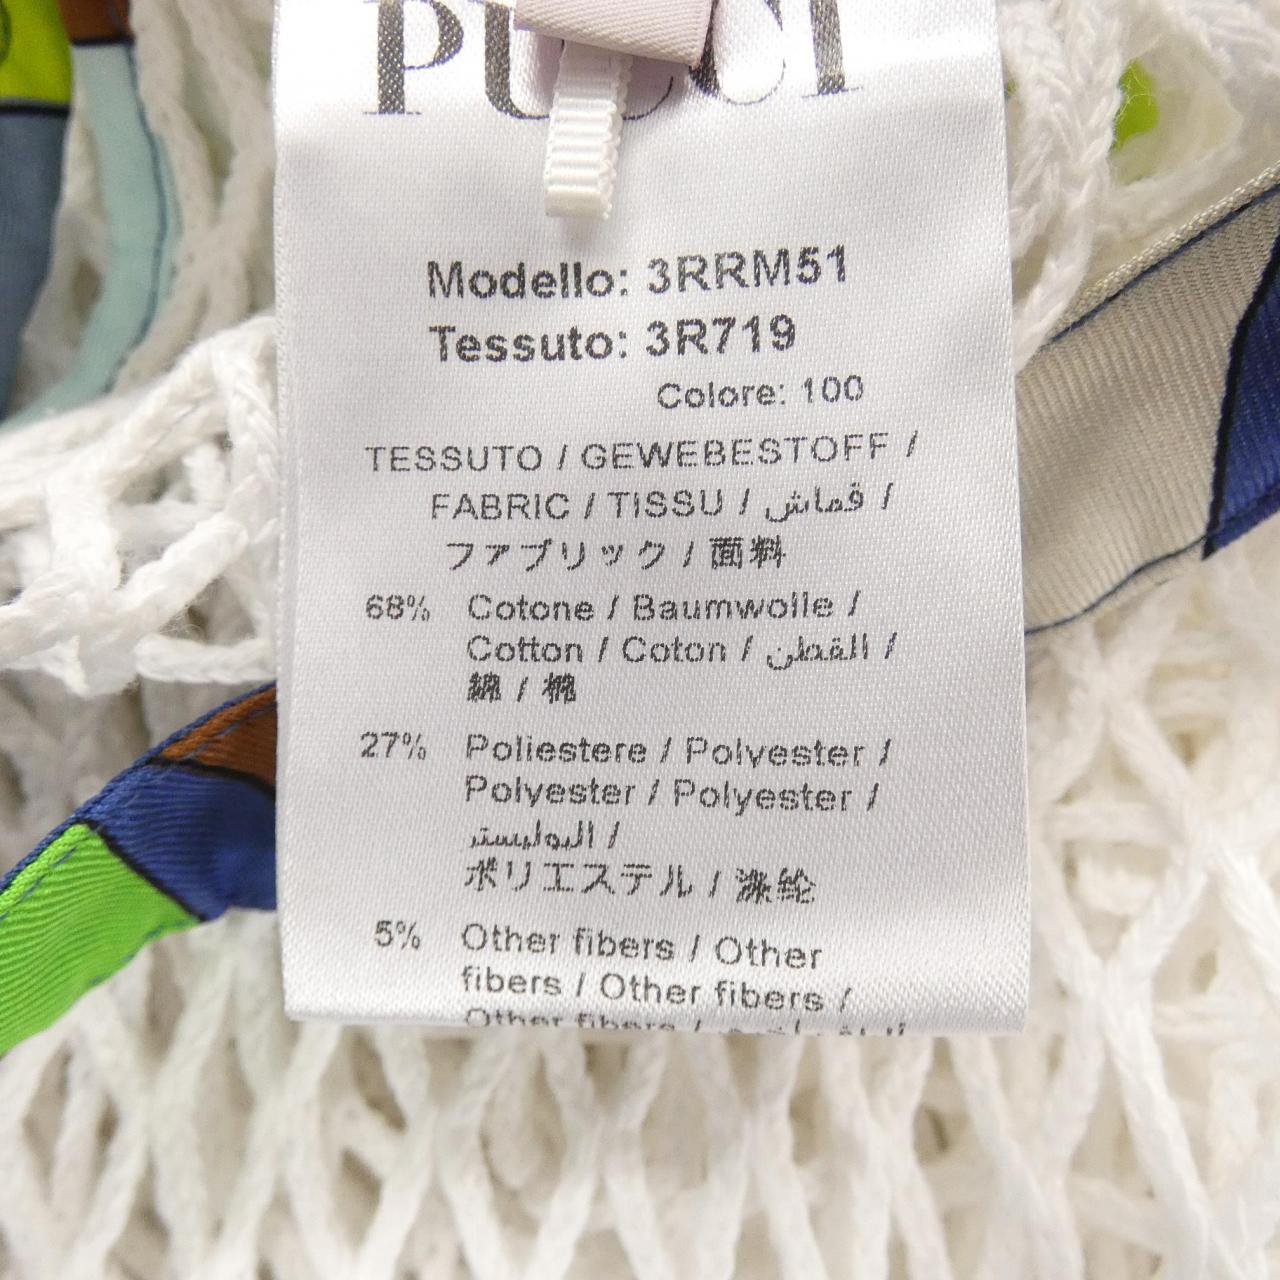 PUCCI
Modello: 3RRM51
Tessuto: 3R719
Colore: 100
TESSUTO / GEWEBESTOFF /
FABRIC / TISSU / قماش /
ファブリック / 面料
68% Cotone / Baumwolle /
Cotton / Coton / القطن /
綿 / 棉
27% Poliestere / Polyester /
Polyester / Polyester /
البوليستر /
ポリエステル / 涤纶
5% Other fibers / Other
fibers / Other fibers /
Other fibers /